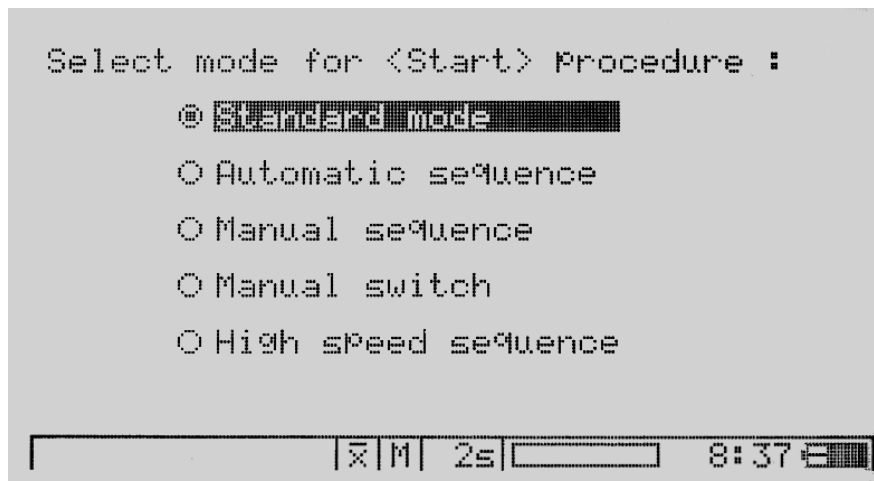 Select mode for <Start> Procedure :
Standard mode
Automatic sequence
Manual sequence
Manual switch
High speed sequence
x̅ M 2s 8:37